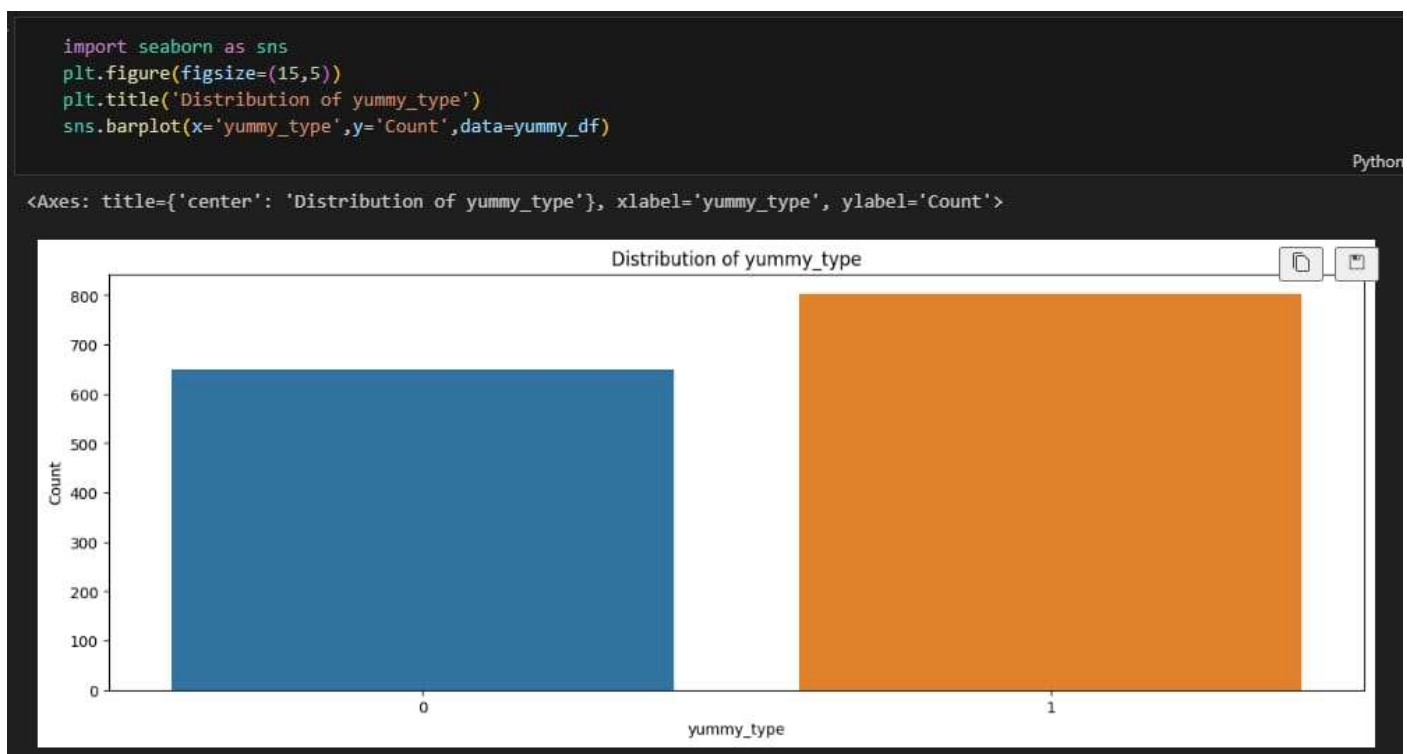 import seaborn as sns
plt.figure(figsize=(15,5))
plt.title('Distribution of yummy_type')
sns.barplot(x='yummy_type',y='Count',data=yummy_df)
Python
<Axes: title={'center': 'Distribution of yummy_type'}, xlabel='yummy_type', ylabel='Count'>
Distribution of yummy_type
800
700
600
500
400
300
200
100
0
Count
0
1
yummy_type